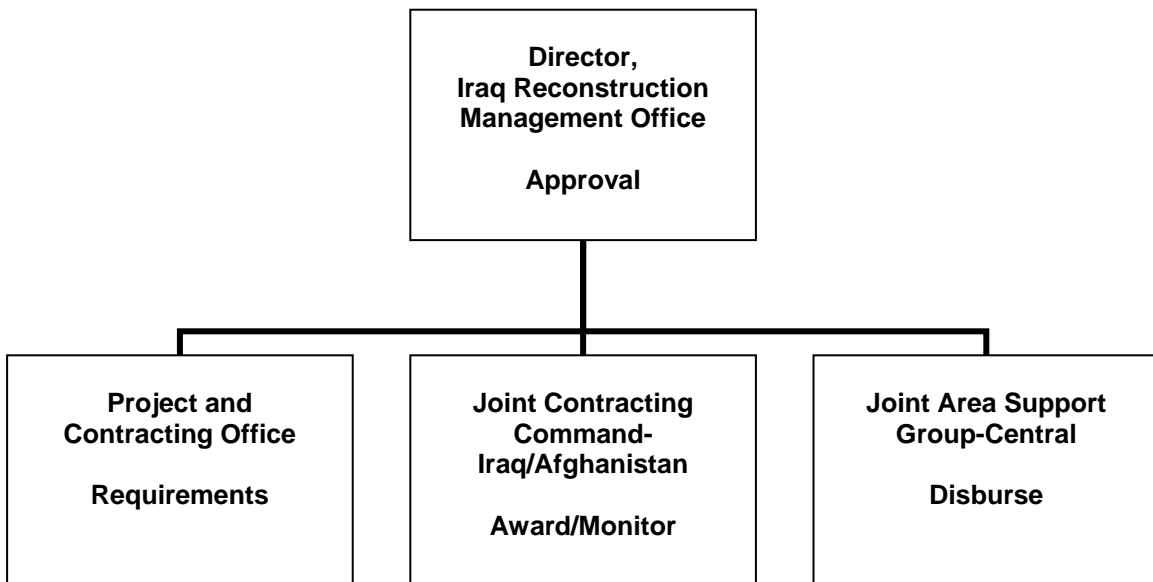 Director,
Iraq Reconstruction
Management Office
Approval
Project and
Contracting Office
Requirements
Joint Contracting
Command-
Iraq/Afghanistan
Award/Monitor
Joint Area Support
Group-Central
Disburse